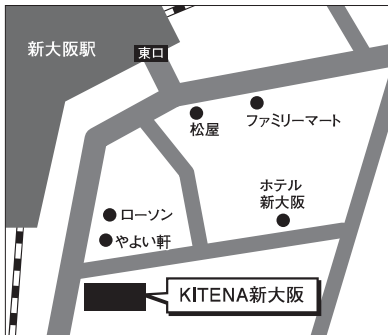 新大阪駅
東口
松屋
ファミリーマート
ホテル
新大阪
ローソン
やよい軒
KITENA新大阪